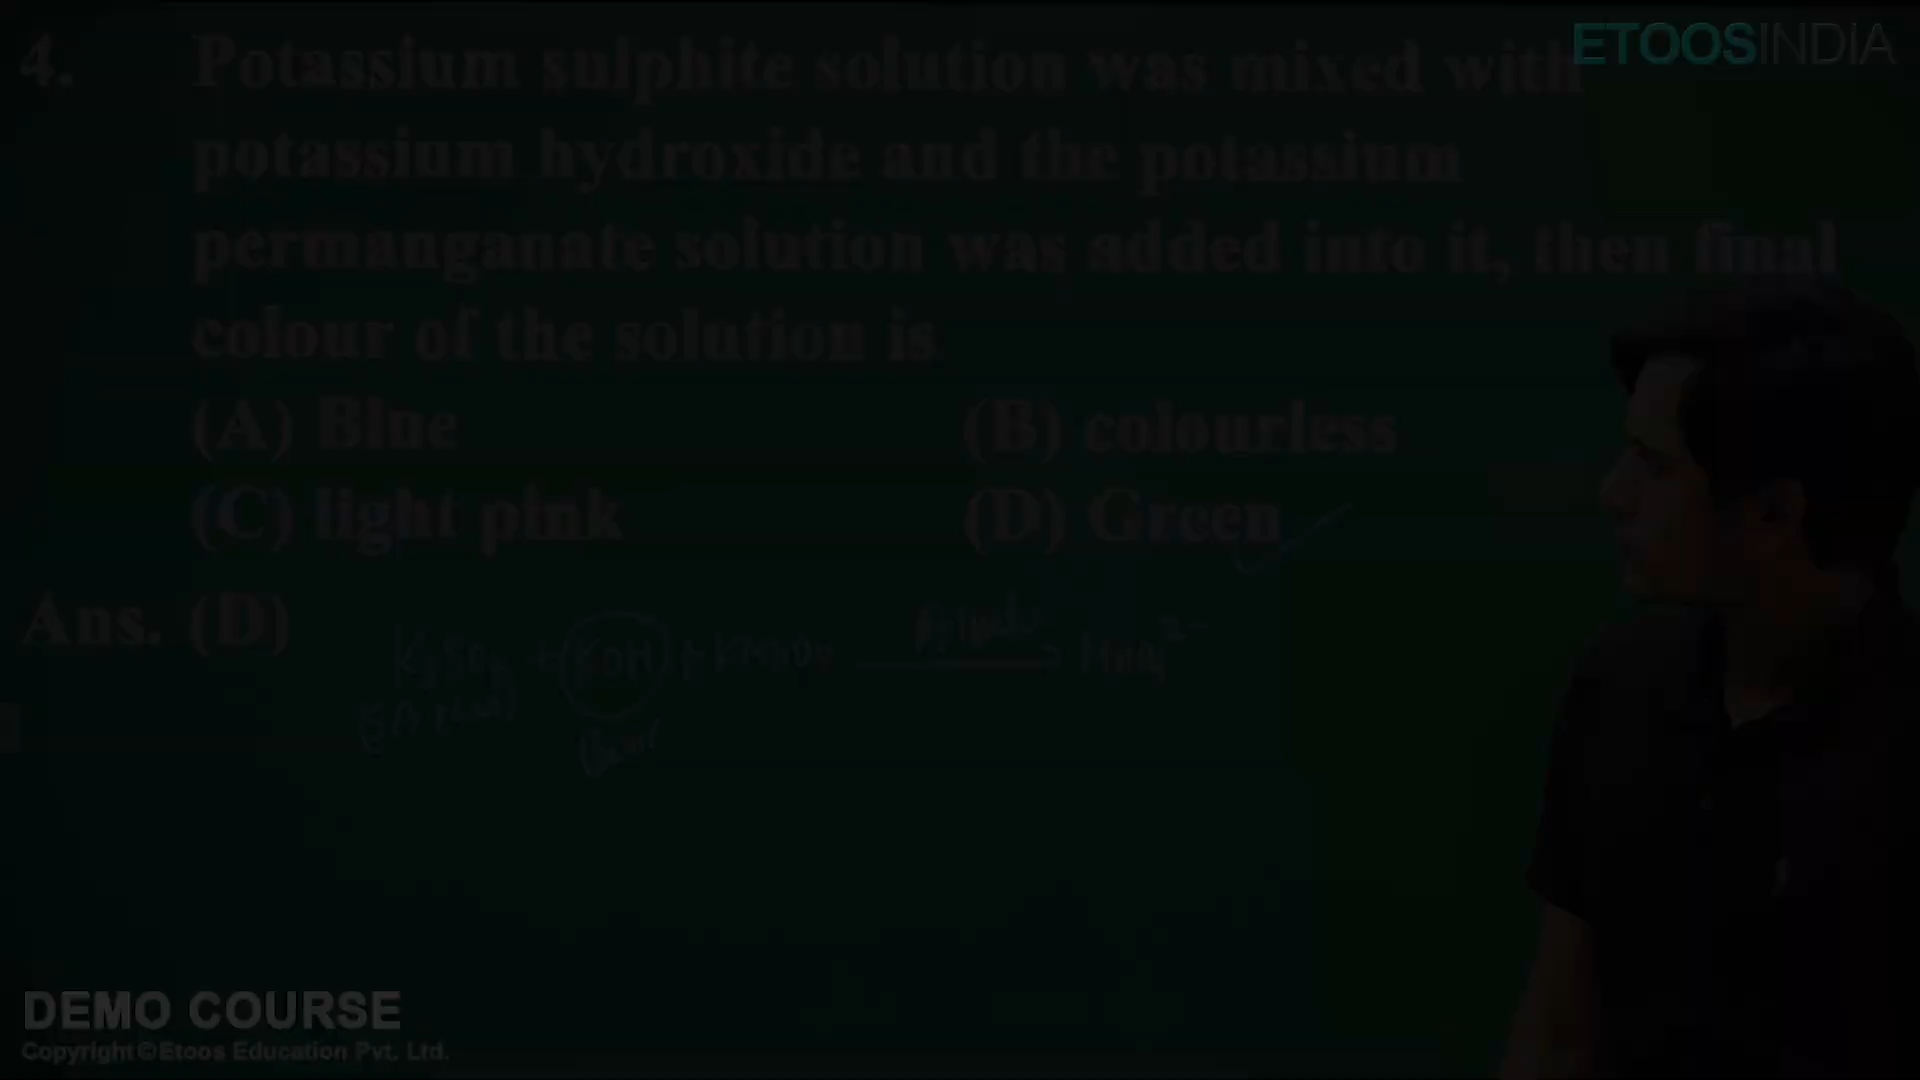 ETOOSINDIA
4. Potassium sulphite solution was mixed with
potassium hydroxide and the potassium
permanganate solution was added into it, then final
colour of the solution is
(A) Blue (B) colourless
(C) light pink (D) Green
Ans. (D)
+ KOH + KMnO4
DEMO COURSE
Copyright©Etoos Education Pvt. Ltd.